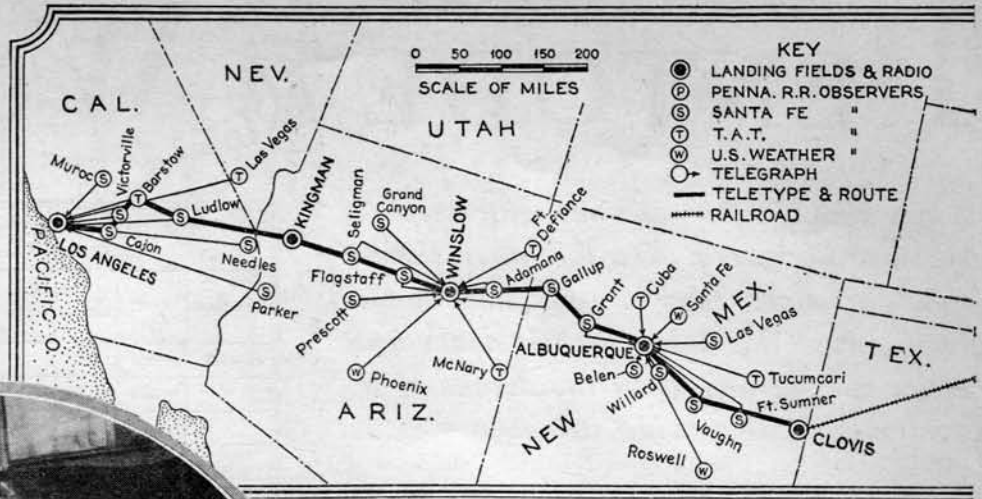 CAL.
NEV.
UTAH
0 50 100 150 200
SCALE OF MILES
KEY
LANDING FIELDS & RADIO
P PENNA. R.R. OBSERVERS
S SANTA FE "
T T.A.T. "
W U.S. WEATHER "
TELEGRAPH
TELETYPE & ROUTE
RAILROAD
Muroc S
Victorville
S
Barstow
T
Las Vegas
T
Ludlow
S
LOS ANGELES
Cajon
S
Needles
S
Parker
S
PACIFIC O.
KINGMAN
Seligman
S
Grand
Canyon
S
Flagstaff
S
WINSLOW
Prescott
S
W Phoenix
McNary T
ARIZ.
Ft.
Defiance
T
Adamana
S
S Gallup
Grant
S
Cuba
T
Santa Fe
W
MEX.
S Las Vegas
ALBUQUERQUE
Belen S
Willard
S
T
Tucumcari
Vaughn
S
Ft. Sumner
S
CLOVIS
Roswell W
NEW
TEX.